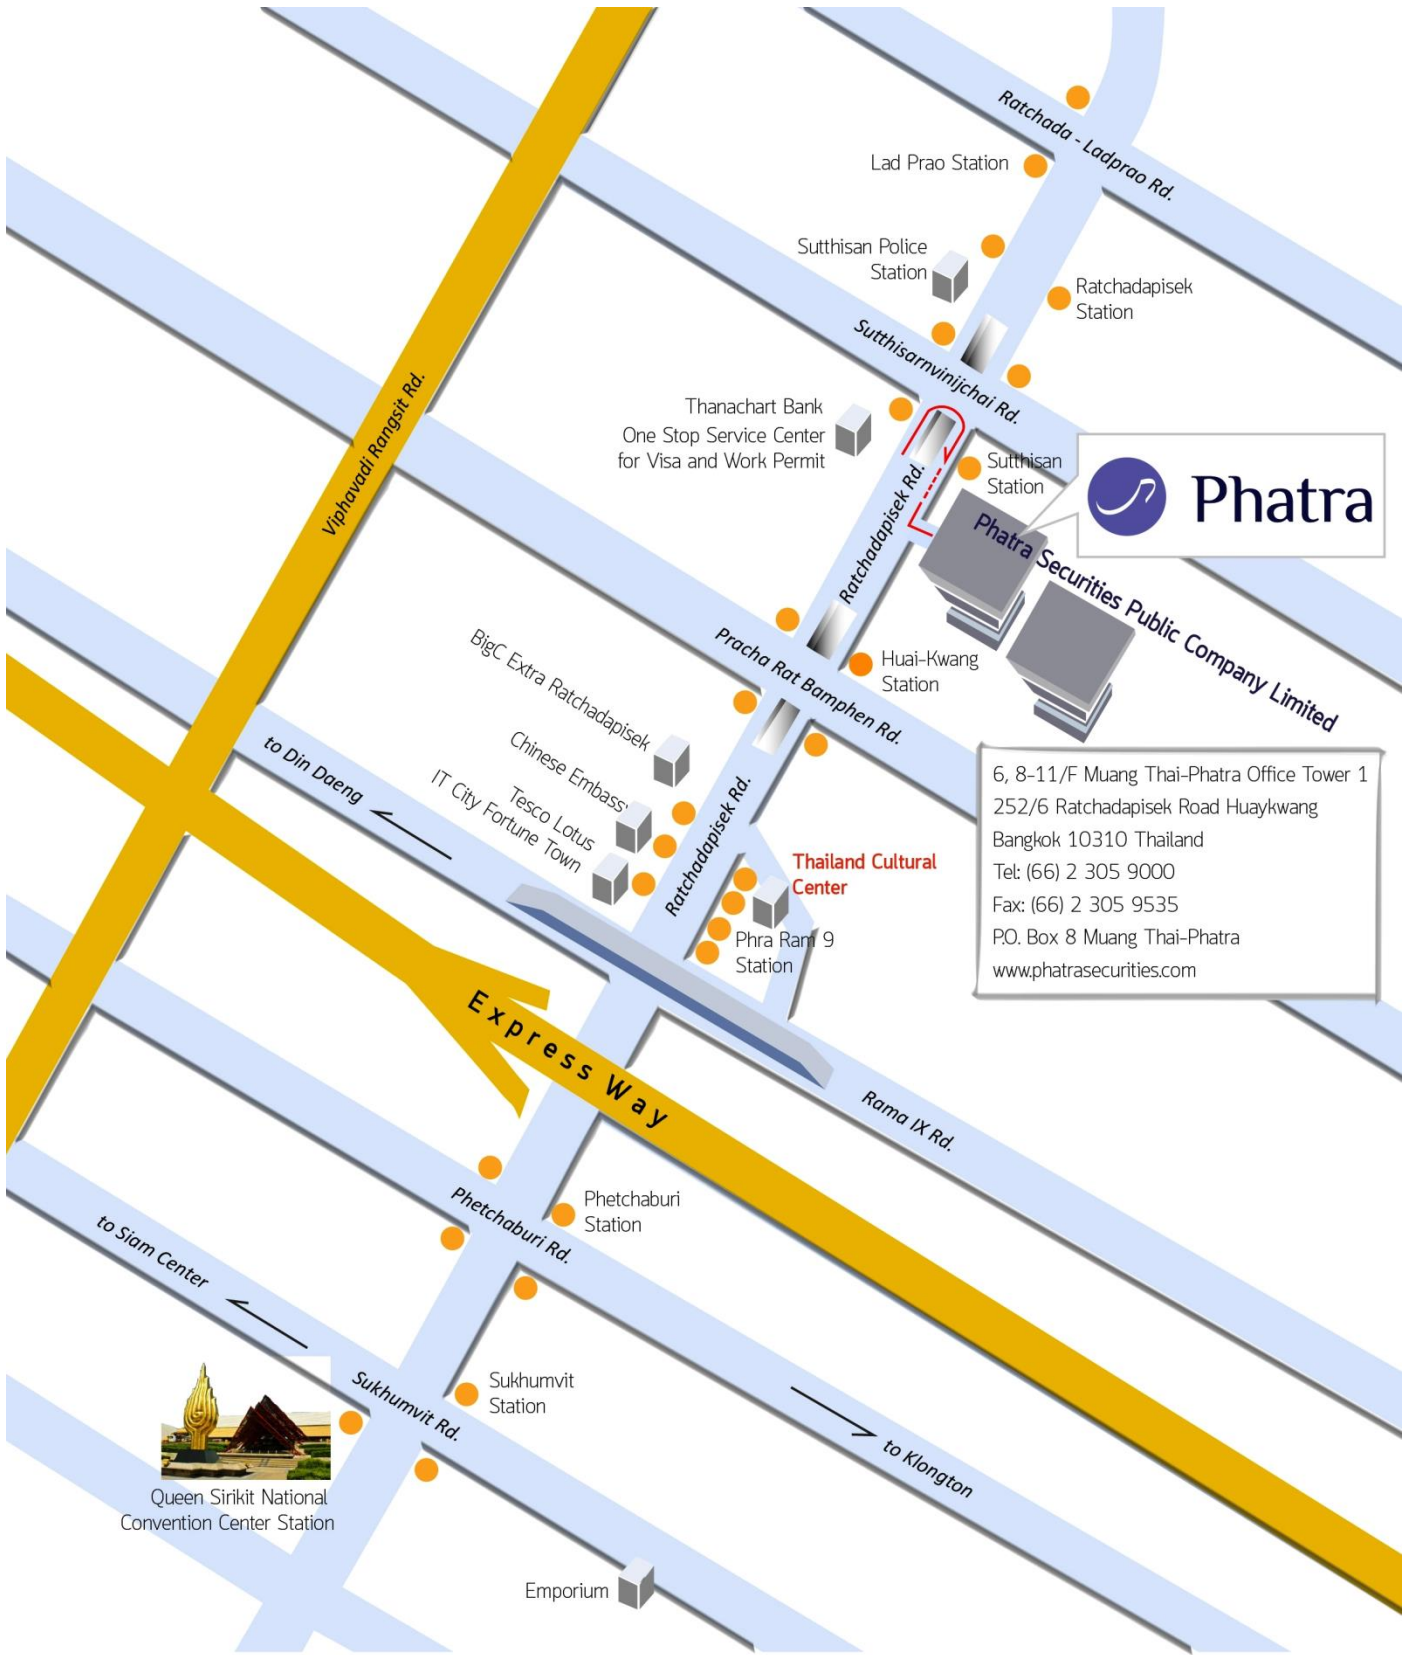 Ratchada - Ladprao Rd.
Lad Prao Station
Sutthisan Police
Station
Ratchadapisek
Station
Sutthisarnvinijchai Rd.
Viphavadi Rangsit Rd.
Thanachart Bank
One Stop Service Center
for Visa and Work Permit
Sutthisan
Station
Phatra
Ratchadapisek Rd.
Phatra Securities Public Company Limited
Pracha Rat Bamphen Rd.
Huai-Kwang
Station
BigC Extra Ratchadapisek
Chinese Embass
Tesco Lotus
IT City Fortune Town
to Din Daeng
Ratchadapisek Rd.
6, 8-11/F Muang Thai-Phatra Office Tower 1
252/6 Ratchadapisek Road Huaykwang
Bangkok 10310 Thailand
Tel: (66) 2 305 9000
Fax: (66) 2 305 9535
P.O. Box 8 Muang Thai-Phatra
www.phatrasecurities.com
Thailand Cultural
Center
Phra Ram 9
Station
Express Way
Rama IX Rd.
Phetchaburi Rd.
Phetchaburi
Station
to Siam Center
Sukhumvit Rd.
Sukhumvit
Station
to Klongton
Queen Sirikit National
Convention Center Station
Emporium